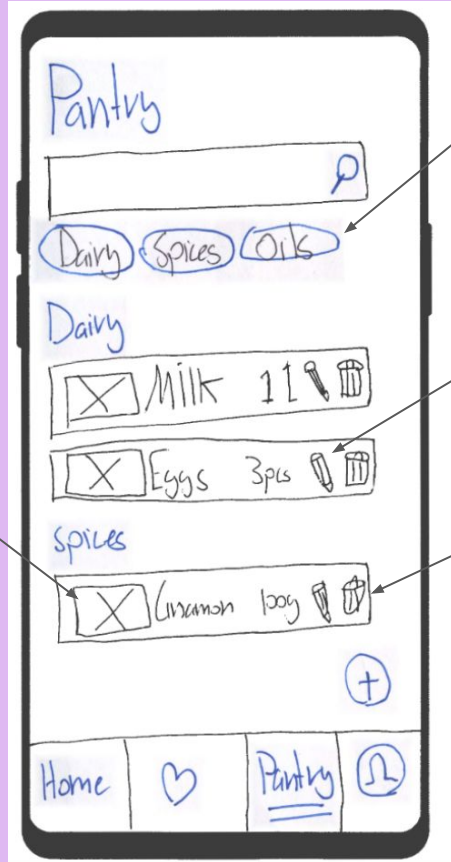 Pantry
Dairy Spices Oils
Dairy
Milk 1l
Eggs 3pcs
Spices
Cinamon 100g
Home Pantry